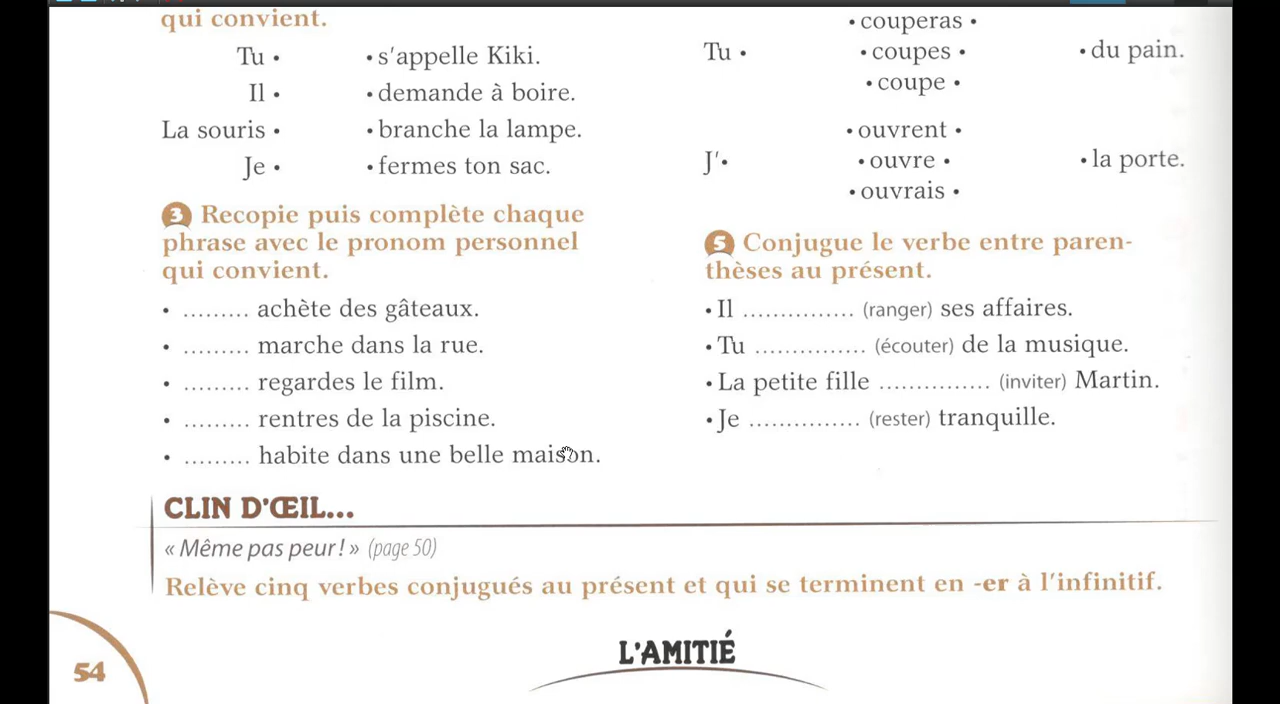 qui convient.
Tu • • s'appelle Kiki.
Il • • demande à boire.
La souris • • branche la lampe.
Je • • fermes ton sac.
3 Recopie puis complète chaque
phrase avec le pronom personnel
qui convient.
• ......... achète des gâteaux.
• ......... marche dans la rue.
• ......... regardes le film.
• ......... rentres de la piscine.
• ......... habite dans une belle maison.
• couperas •
Tu • • coupes • • du pain.
• coupe •
• ouvrent •
J'• • ouvre • • la porte.
• ouvrais •
5 Conjugue le verbe entre paren-
thèses au présent.
• Il ............... (ranger) ses affaires.
• Tu ............... (écouter) de la musique.
• La petite fille ............... (inviter) Martin.
• Je ............... (rester) tranquille.
CLIN D'ŒIL...
« Même pas peur ! » (page 50)
Relève cinq verbes conjugués au présent et qui se terminent en -er à l'infinitif.
54
L'AMITIÉ